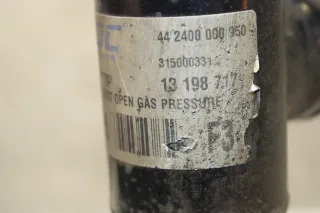 44 2400 000 950
315000331
13 198 717
OPEN GAS PRESSURE
F3